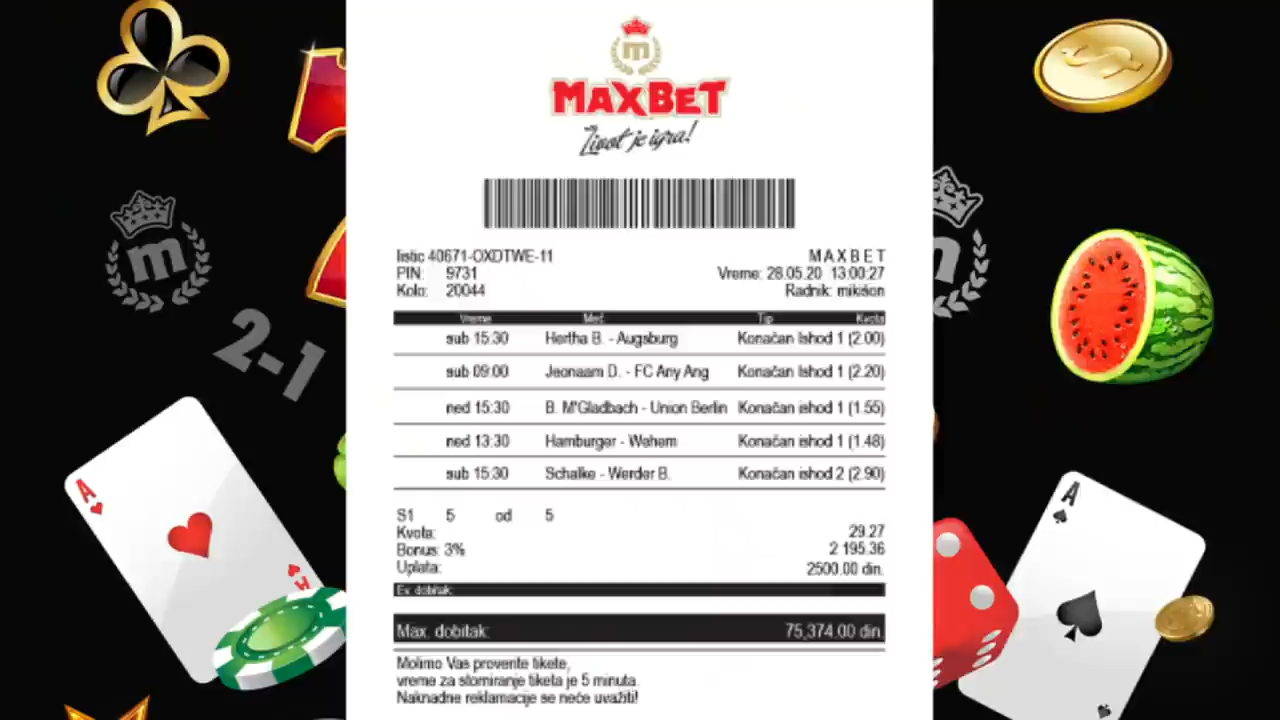 m
MAXBET
Život je igra!
listic 40671-OXDTWE-11
MAXBET
PIN: 9731
Vreme: 28.05.20 13:00:27
Kolo: 20044
Radnik: mikišon
Vreme Meč Tip Kvota
sub 15:30 Hertha B. - Augsburg Konačan Ishod 1 (2.00)
sub 09:00 Jeonaam D. - FC Any Ang Konačan Ishod 1 (2.20)
ned 15:30 B. M'Gladbach - Union Berlin Konačan ishod 1 (1.55)
ned 13:30 Hamburger - Wehem Konačan ishod 1 (1.48)
sub 15:30 Schalke - Werder B. Konačan ishod 2 (2.90)
S1 5 od 5
Kvota: 29.27
Bonus: 3% 2 195.36
Uplata: 2500.00 din.
Ev. dobitak:
Max. dobitak: 75,374.00 din.
Molimo Vas provente tikete,
vreme za stomiranje tiketa je 5 minuta.
Naknadne reklamacije se neće uvažiti!
m
2-1
A
A
m
A